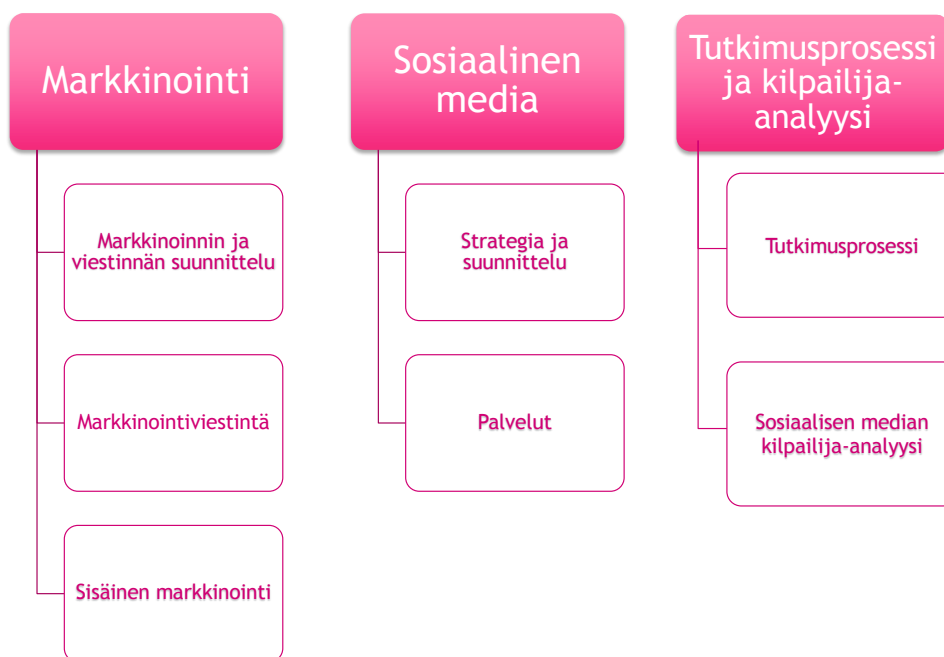 Markkinointi
Markkinoinnin ja
viestinnän suunnittelu
Markkinointiviestintä
Sisäinen markkinointi
Sosiaalinen
media
Strategia ja
suunnittelu
Palvelut
Tutkimusprosessi
ja kilpailija-
analyysi
Tutkimusprosessi
Sosiaalisen median
kilpailija-analyysi